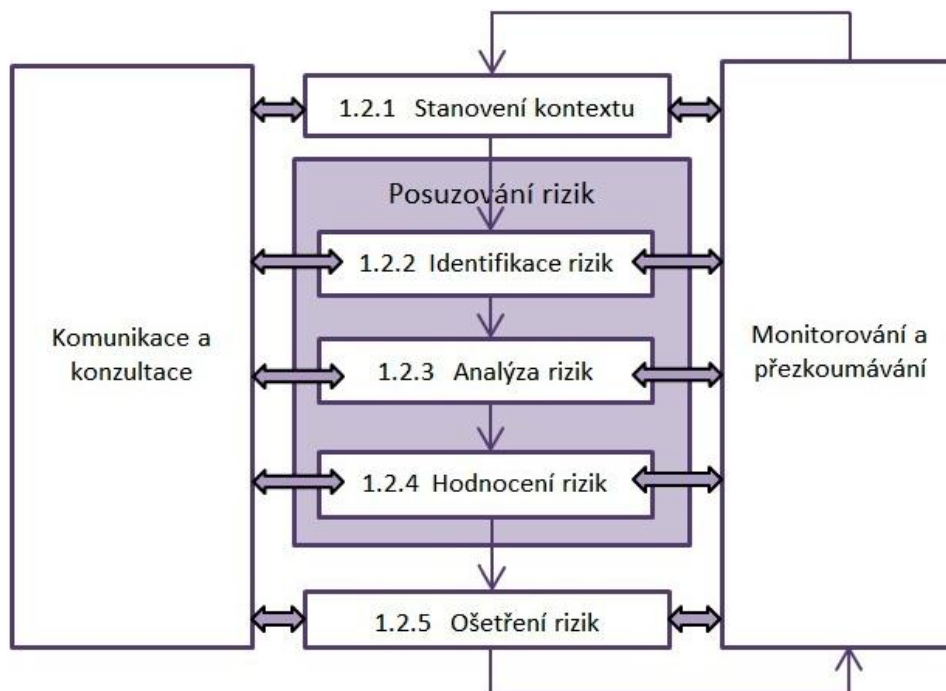 1.2.1 Stanovení kontextu
Posuzování rizik
1.2.2 Identifikace rizik
Komunikace a
konzultace
1.2.3 Analýza rizik
Monitorování a
přezkoumávání
1.2.4 Hodnocení rizik
1.2.5 Ošetření rizik